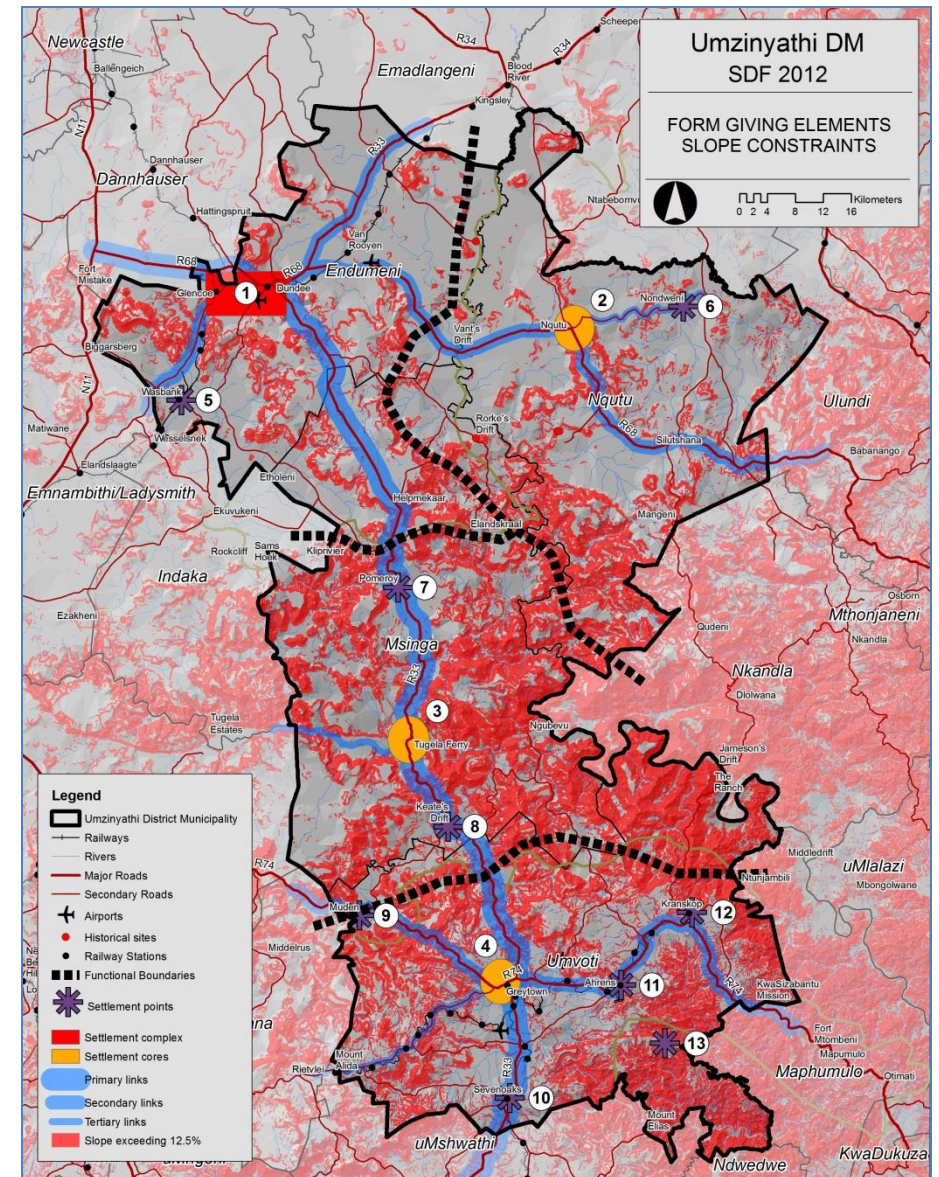 Umzinyathi DM
SDF 2012
FORM GIVING ELEMENTS
SLOPE CONSTRAINTS
Kilometers
0 2 4 8 12 16
Newcastle
Ballengeich
Emadlangeni
R34
R34
Blood
River
Kingsley
N11
Dannhauser
Dannhauser
Hattingspruit
R33
Van
Rooyen
R68
R68
Endumeni
Fort
Mistake
Glencoe
1
Dundee
2
Nondweni
6
Nqutu
Vant's
Drift
Biggarsberg
N11
Wasbank
5
Nqutu
Ulundi
Matiwane
Wesselsnek
Rorke's
Drift
R68
Silutshana
Babanango
Elandslaagte
Etholeni
Emnambithi/Ladysmith
Helpmekaar
Mangeni
Ekuvukeni
Elandskraal
Rockcliff
Sams
Hoek
Kliprivier
Indaka
Pomeroy
7
Osborn
Ezakheni
Mthonjaneni
Msinga
Qudeni
Nkandla
R33
Nkandla
Dlolwana
3
Tugela
Estates
Ngubevu
Tugela Ferry
Jameson's
Drift
The
Ranch
Keate's
Drift
8
Middledrift
uMlalazi
R74
Ntunjambili
Mbongolwane
Muden
9
Kranskop
12
Middelrus
4
Umvoti
R74
Ahrens
11
R74
KwaSizabantu
Mission
Greytown
Fort
Mtombeni
13
Mapumulo
Mount
Alida
Rietvlei
R33
Maphumulo
Otimati
Sevenoaks
10
Mount
Elias
uMshwathi
Ndwedwe
KwaDukuza
Legend
Umzinyathi District Municipality
Railways
Rivers
Major Roads
Secondary Roads
Airports
Historical sites
Railway Stations
Functional Boundaries
Settlement points
Settlement complex
Settlement cores
Primary links
Secondary links
Tertiary links
Slope exceeding 12.5%